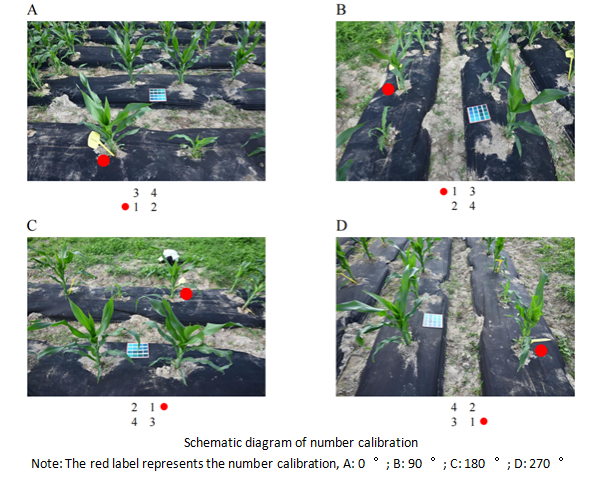 A
B
3 4
1 2
1 3
2 4
C
D
2 1
4 3
4 2
3 1
Schematic diagram of number calibration
Note: The red label represents the number calibration, A: 0 ° ; B: 90 ° ; C: 180 ° ; D: 270 °